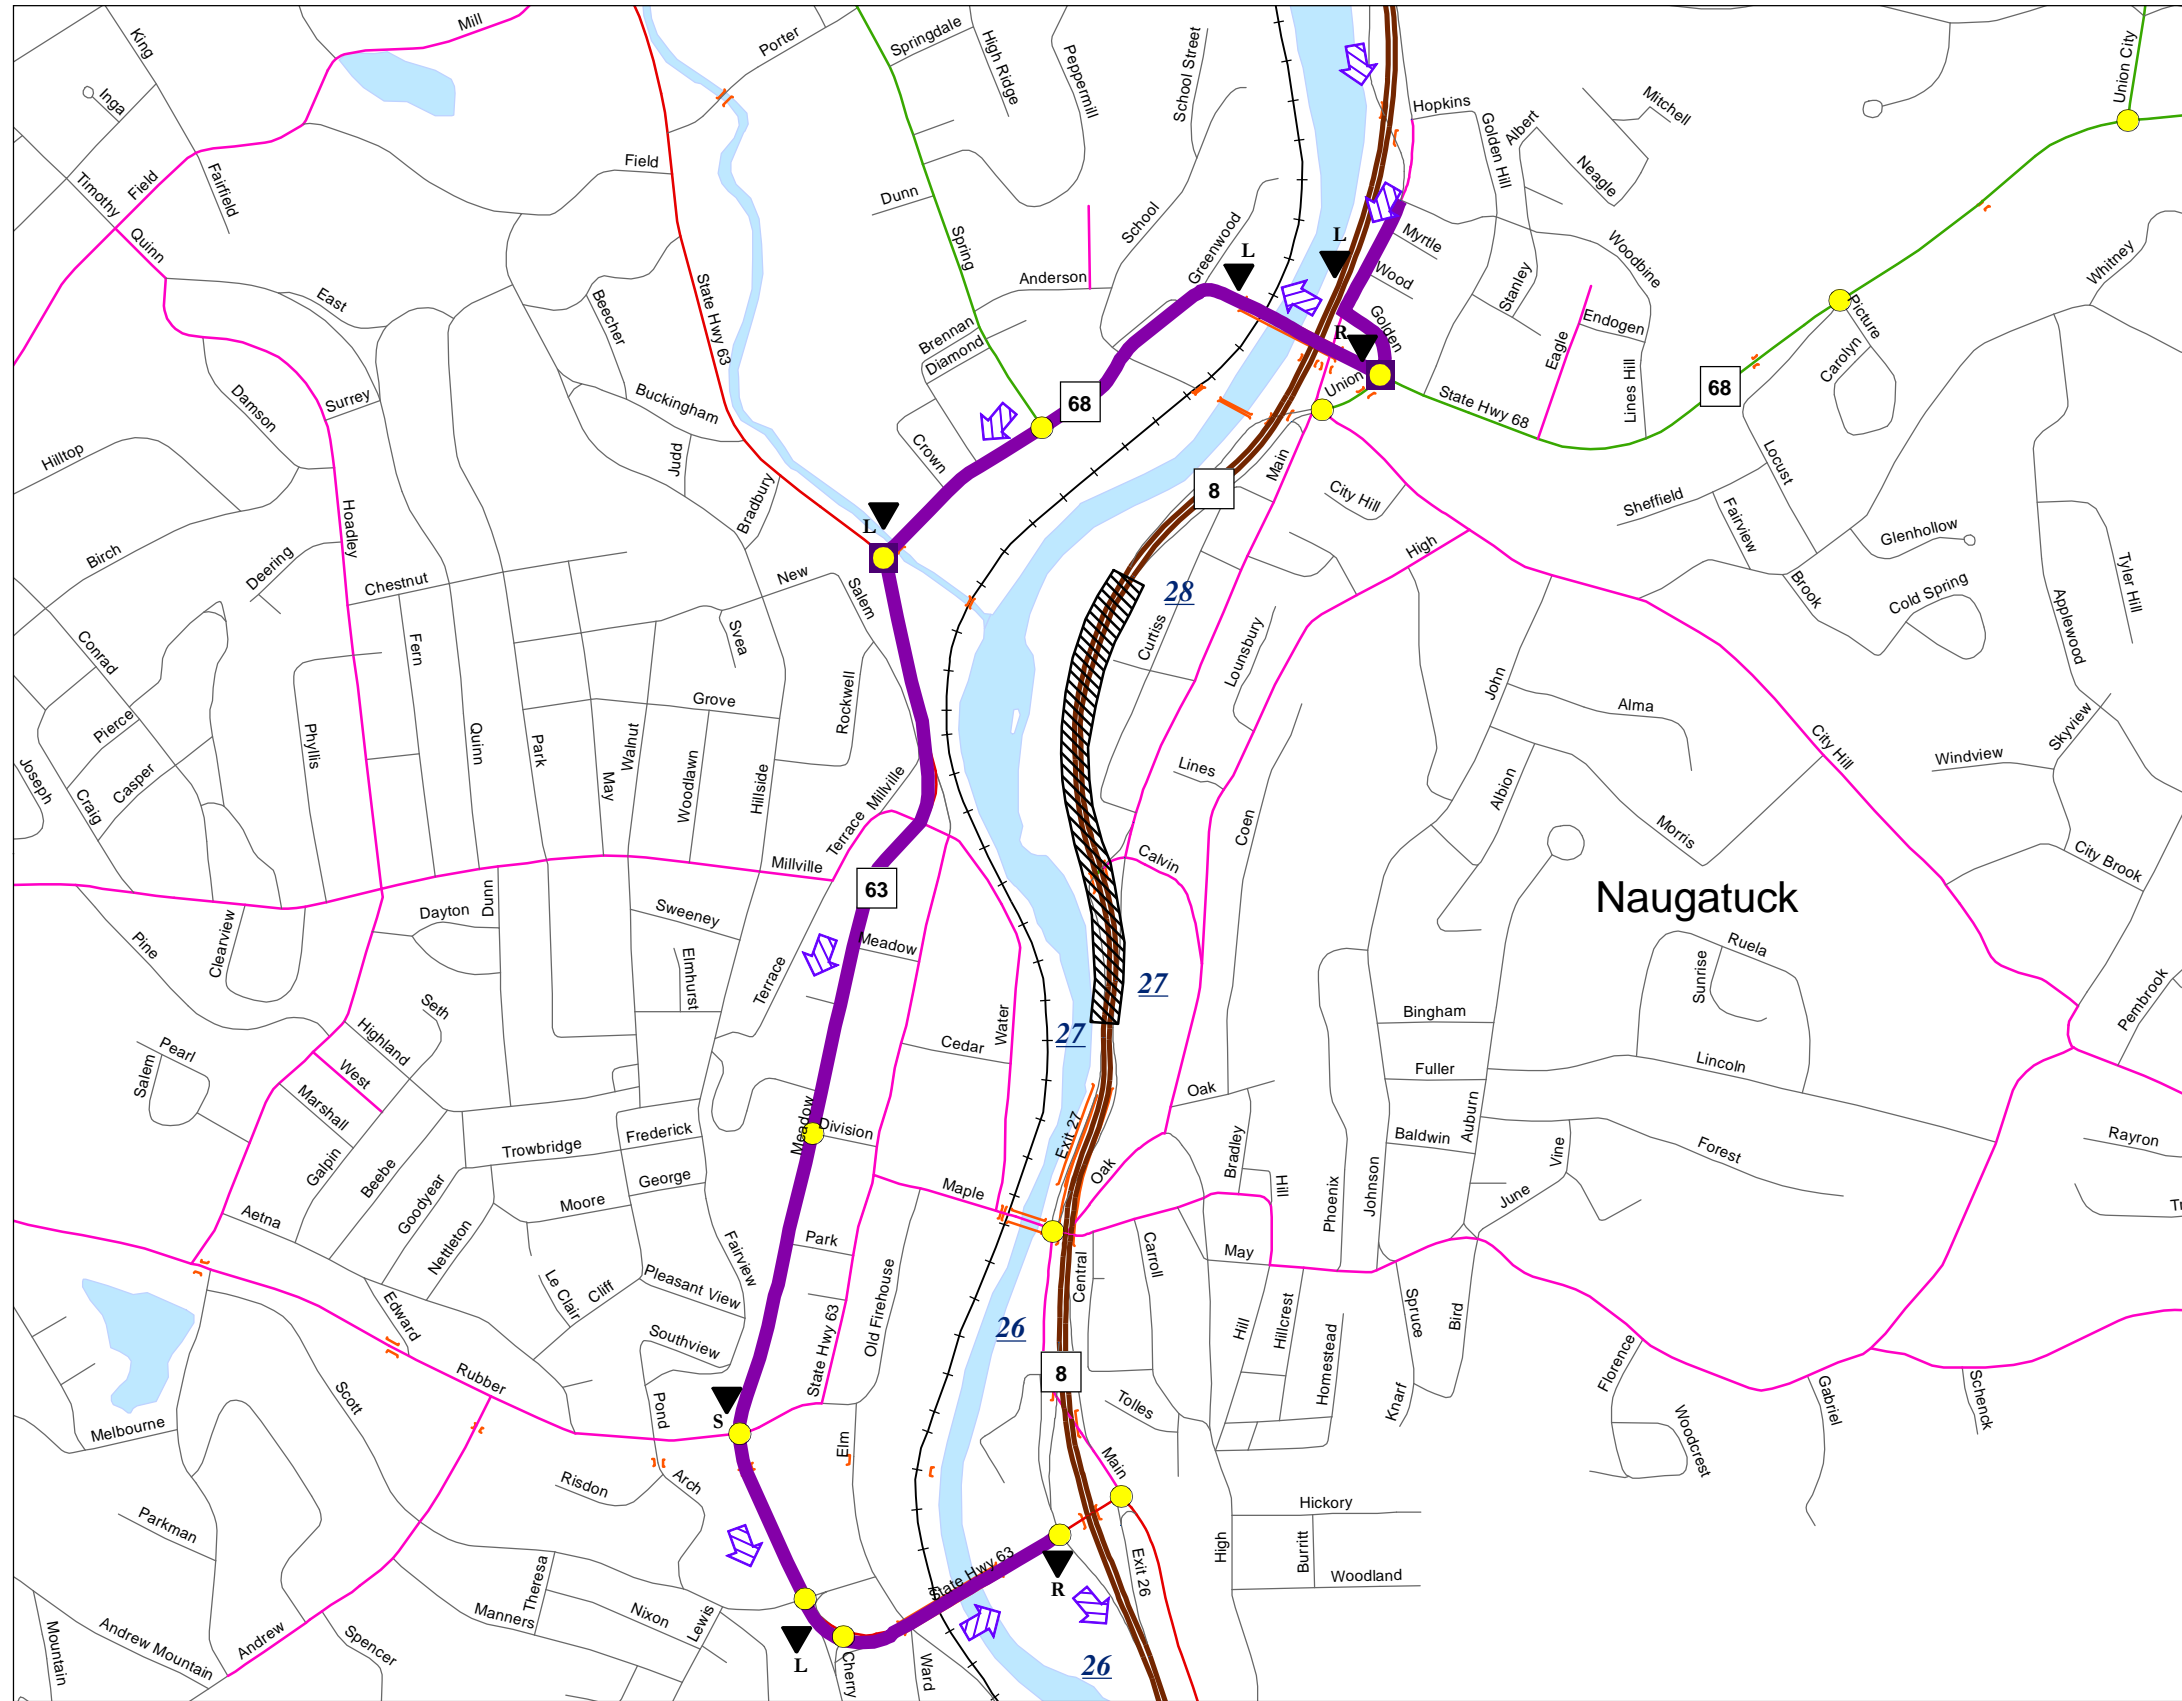 Mill
King
Inga
Porter
Springdale
High Ridge
Peppermill
School Street
Hopkins
Golden Hill
Albert
Mitchell
Neagle
Union City
Field
Timothy
Fairfield
Field
Dunn
Quinn
Spring
School
Greenwood
L
L
Myrtle
Woodbine
Whitney
East
Beecher
State Hwy 63
Anderson
Wood
Stanley
Golden
R
Endogen
Eagle
Picture
Carolyn
Brennan
Diamond
Damson
Surrey
Buckingham
68
Union
State Hwy 68
Lines Hill
68
Hilltop
Judd
Crown
Main
City Hill
Locust
Sheffield
Fairview
Glenhollow
Hoadley
Bradbury
8
L
Birch
Deering
High
Chestnut
New
Salem
28
Brook
Cold Spring
Tyler Hill
Applewood
Conrad
Fern
Svea
Curtiss
Lounsbury
John
Alma
Pierce
Phyllis
Quinn
Park
Walnut
Grove
Rockwell
Skyview
City Hill
Windview
Joseph
Craig
Casper
May
Woodlawn
Hillside
Millville
Lines
Albion
Coen
Morris
Terrace
Millville
Calvin
City Brook
63
Naugatuck
Dunn
Dayton
Sweeney
Meadow
Pine
Clearview
Elmhurst
Terrace
Ruela
Sunrise
27
27
Pembrook
Seth
Highland
Water
Cedar
Bingham
Pearl
Salem
West
Marshall
Fuller
Lincoln
Oak
Meadow
Division
Exit 27
Frederick
Trowbridge
Baldwin
Auburn
Vine
Forest
Rayron
Galpin
Beebe
Goodyear
George
Moore
Maple
Oak
Bradley
Hill
Phoenix
Johnson
June
Aetna
Nettleton
Fairview
Park
Central
Carroll
May
Le Clair
Cliff
Pleasant View
Old Firehouse
Edward
Southview
State Hwy 63
26
Hill
Hillcrest
Homestead
Spruce
Bird
Florence
Rubber
Scott
Pond
S
8
Tolles
Knarf
Gabriel
Schenck
Woodcrest
Melbourne
Elm
Main
Risdon
Arch
Parkman
Hickory
High
Burritt
Woodland
Exit 26
State Hwy 63
R
Theresa
Manners
Nixon
Lewis
Mountain
Andrew Mountain
Andrew
Spencer
L
Cherry
Ward
26